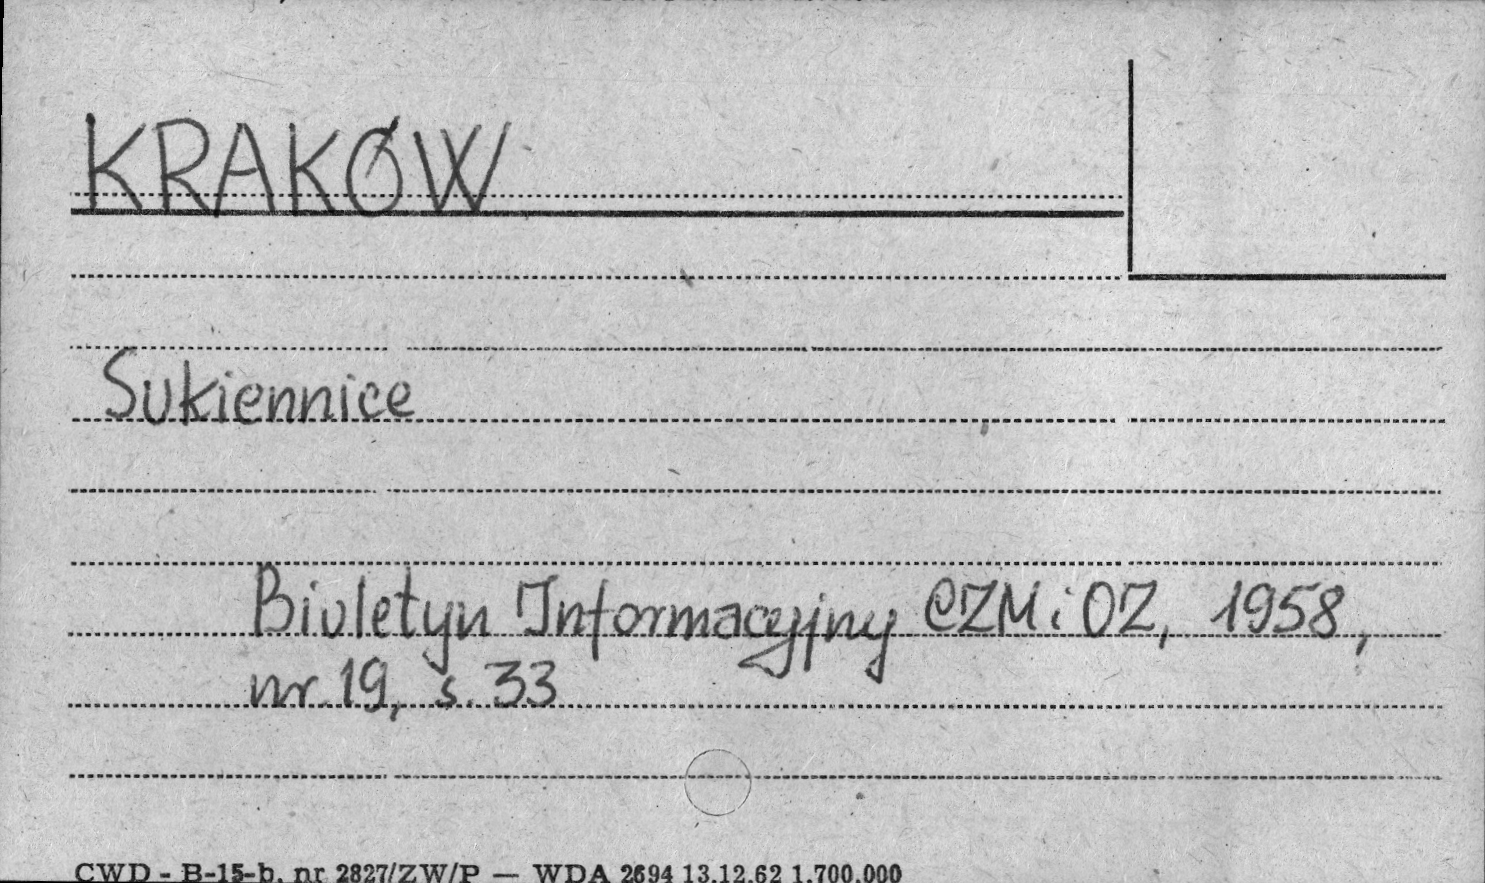 KRAKÓW
Sukiennice
Biuletyn Informacyjny CZM i OZ, 1958,
nr 19, s. 33
CWD - B-15-b. nr 2827/ZW/P — WDA 2694 13.12.62 1.700.000